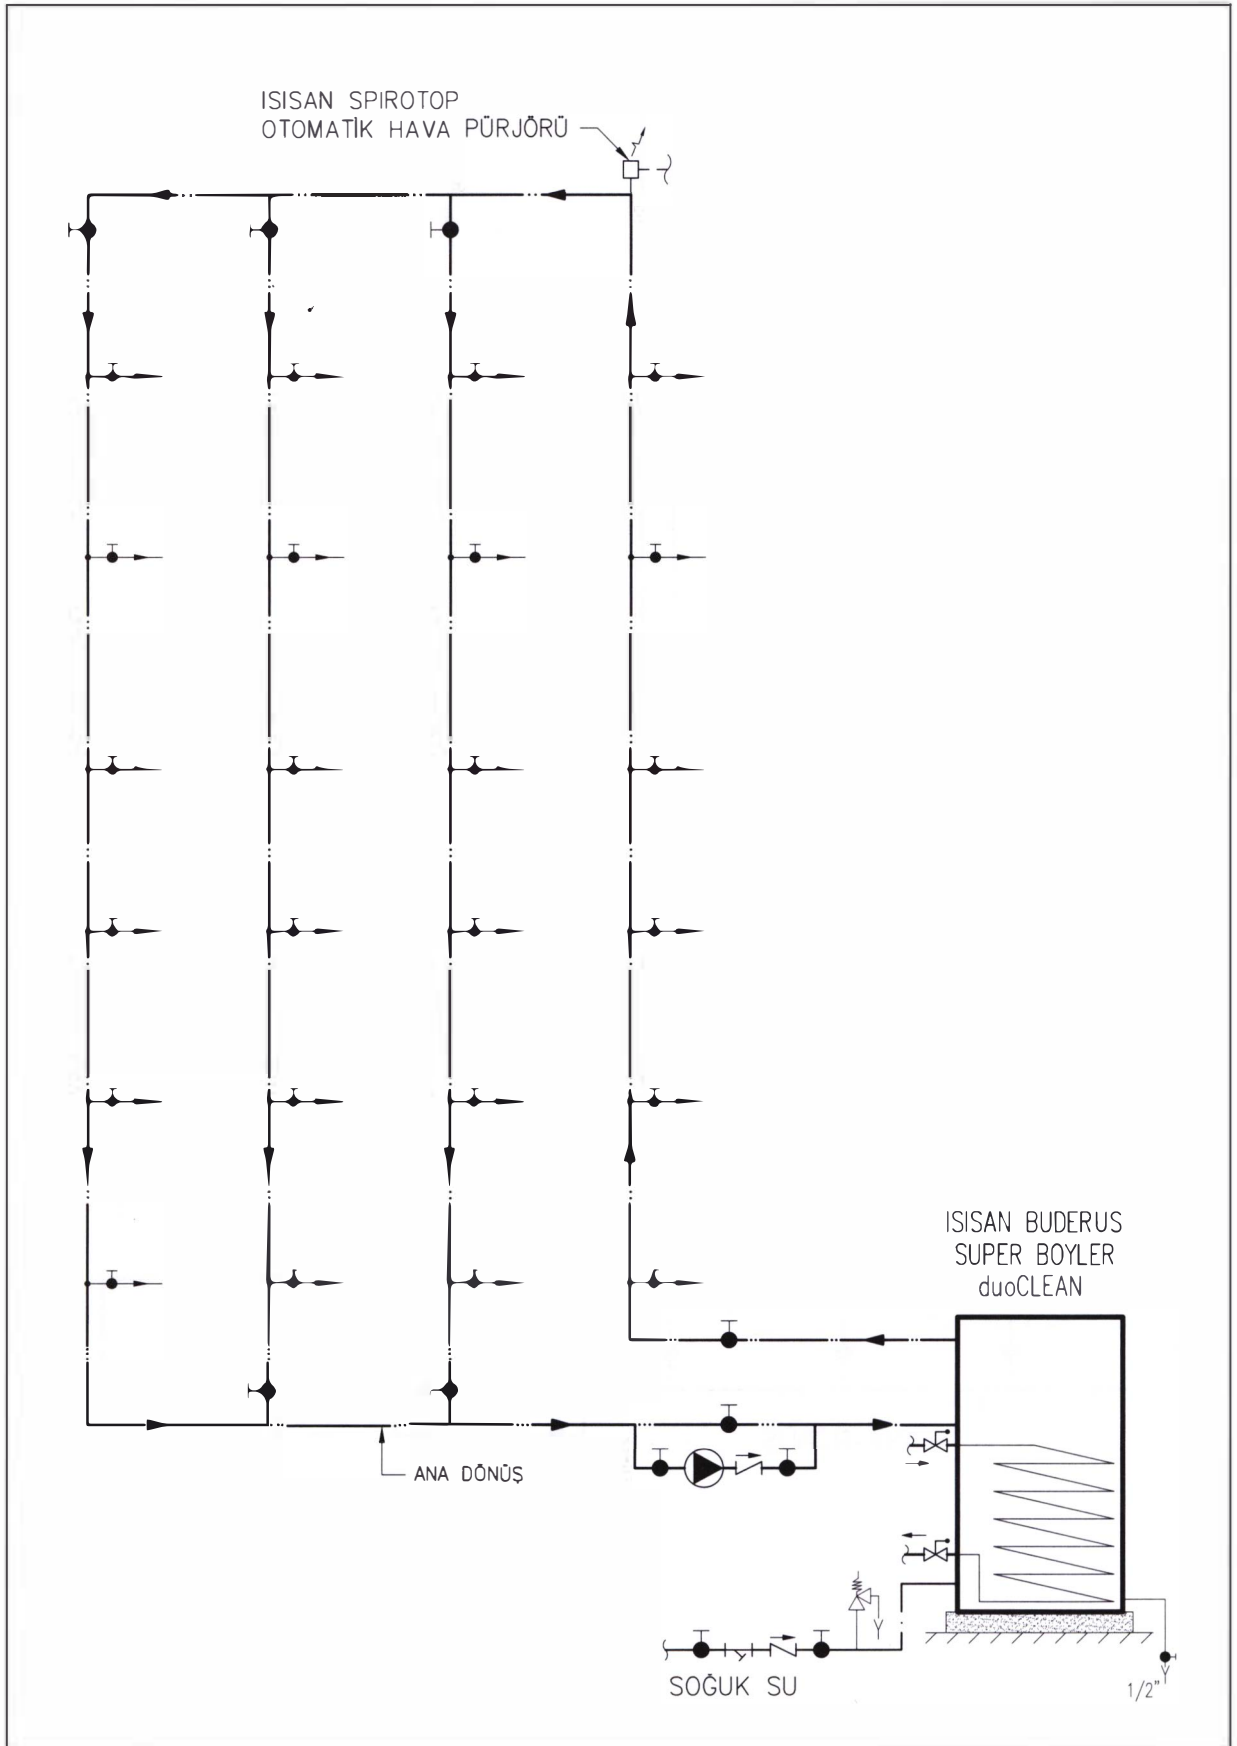 ISISAN SPIROTOP
OTOMATİK HAVA PÜRJÖRÜ
ISISAN BUDERUS
SUPER BOYLER
duoCLEAN
ANA DÖNÜŞ
SOĞUK SU
1/2"